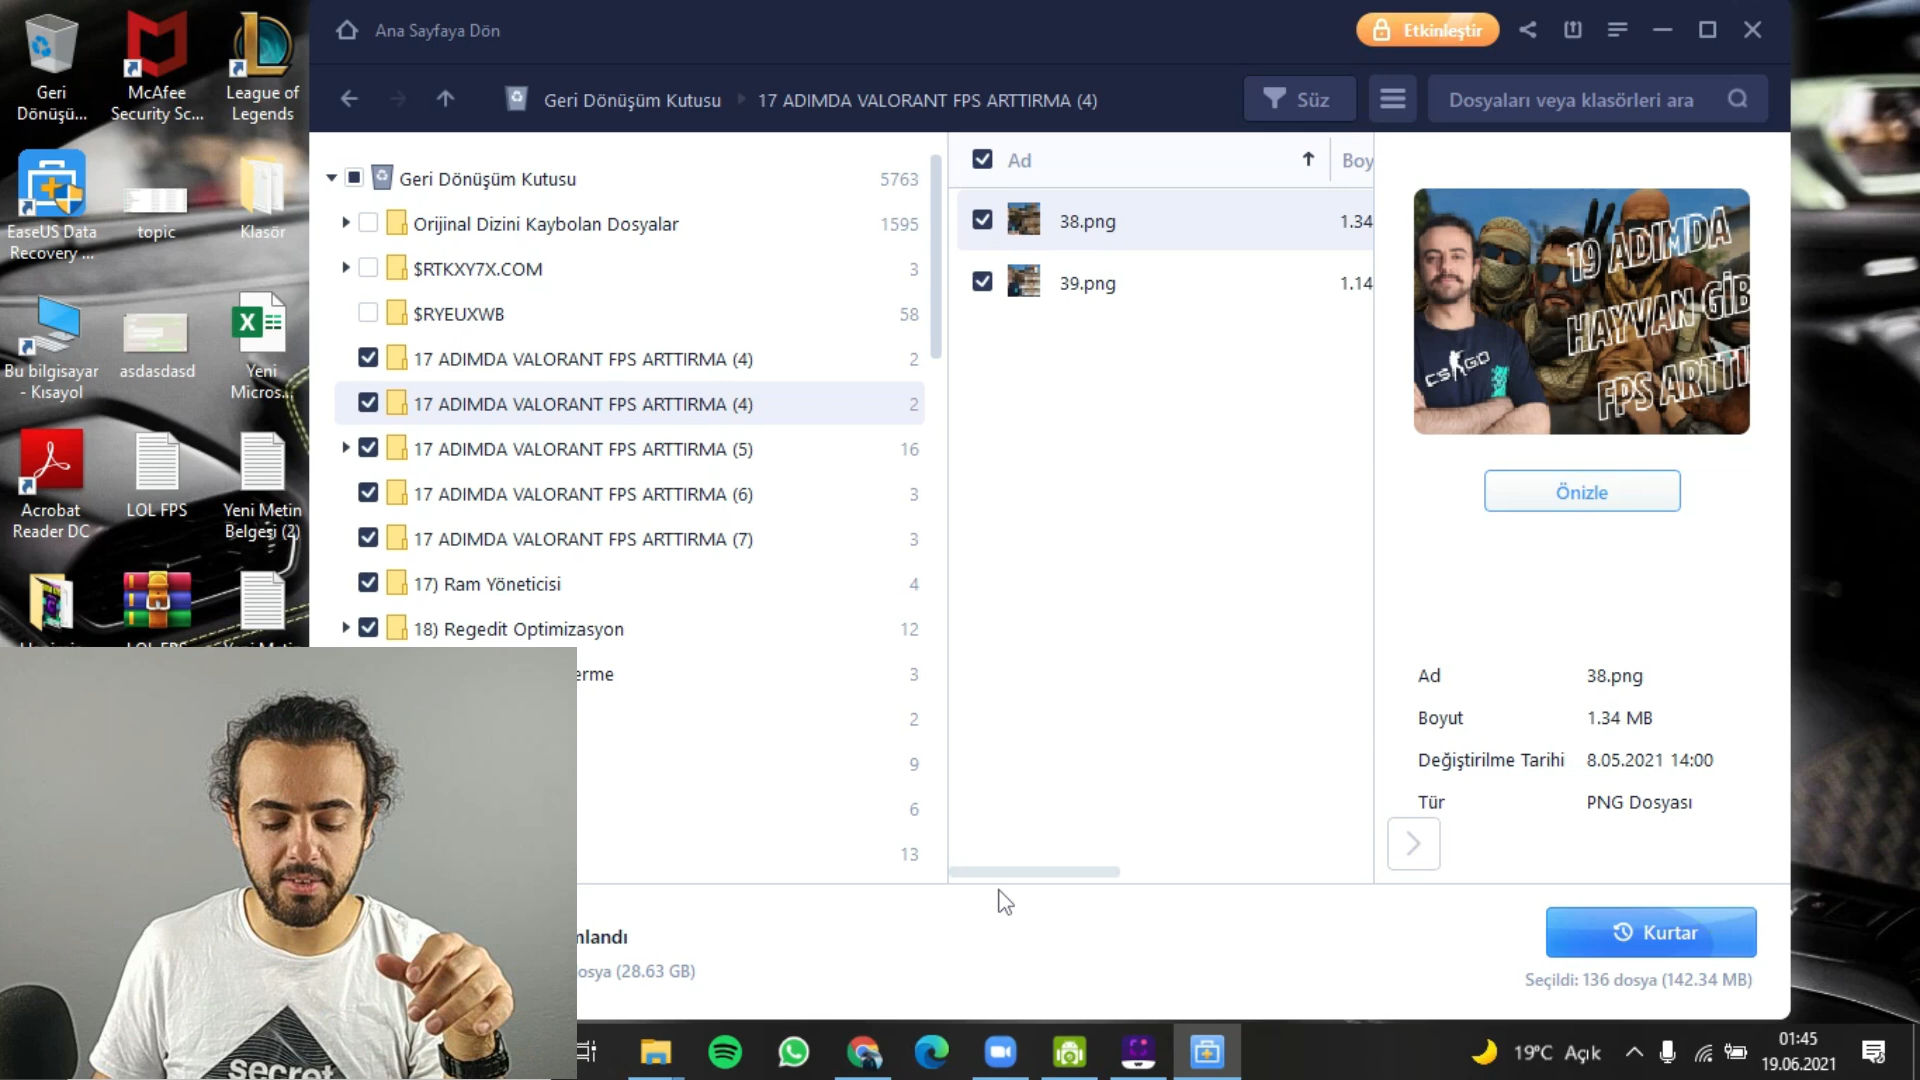 Geri
Dönüşü...
McAfee
Security Sc...
League of
Legends
EaseUS Data
Recovery ...
topic
Klasör
Bu bilgisayar
- Kısayol
asdasdasd
Yeni
Micros...
Acrobat
Reader DC
LOL FPS
Yeni Metin
Belgesi (2)
Ana Sayfaya Dön
Etkinleştir
Geri Dönüşüm Kutusu
17 ADIMDA VALORANT FPS ARTTIRMA (4)
Süz
Dosyaları veya klasörleri ara
Geri Dönüşüm Kutusu 5763
Orijinal Dizini Kaybolan Dosyalar 1595
$RTKXY7X.COM 3
$RYEUXWB 58
17 ADIMDA VALORANT FPS ARTTIRMA (4) 2
17 ADIMDA VALORANT FPS ARTTIRMA (4) 2
17 ADIMDA VALORANT FPS ARTTIRMA (5) 16
17 ADIMDA VALORANT FPS ARTTIRMA (6) 3
17 ADIMDA VALORANT FPS ARTTIRMA (7) 3
17) Ram Yöneticisi 4
18) Regedit Optimizasyon 12
erme 3
2
9
6
13
Ad Boy
38.png 1.34
39.png 1.14
19 ADIMDA
HAYVAN GİB
FPS ARTTI
CS GO
Önizle
Ad 38.png
Boyut 1.34 MB
Değiştirilme Tarihi 8.05.2021 14:00
Tür PNG Dosyası
mlandı
osya (28.63 GB)
Kurtar
Seçildi: 136 dosya (142.34 MB)
secret
19°C Açık
01:45
19.06.2021